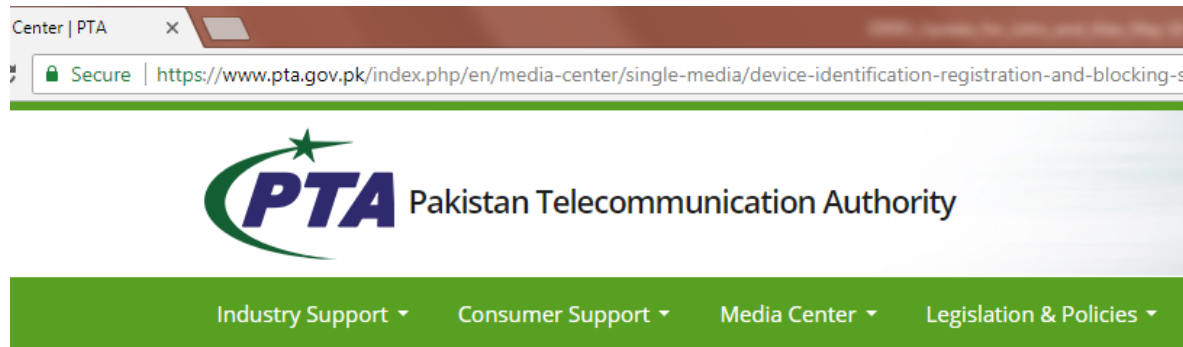 Center | PTA
Secure https://www.pta.gov.pk/index.php/en/media-center/single-media/device-identification-registration-and-blocking-s
PTA Pakistan Telecommunication Authority
Industry Support Consumer Support Media Center Legislation & Policies